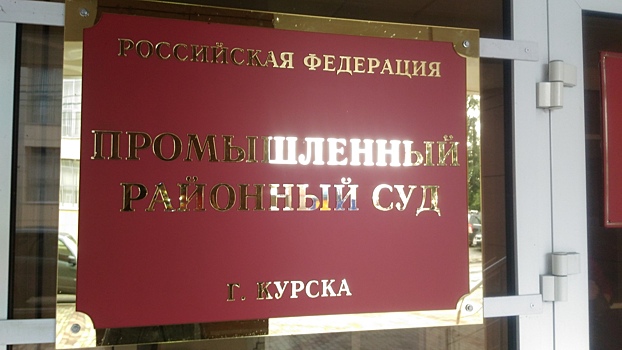 РОССИЙСКАЯ ФЕДЕРАЦИЯ
ПРОМЫШЛЕННЫЙ
РАЙОННЫЙ СУД
Г. КУРСКА